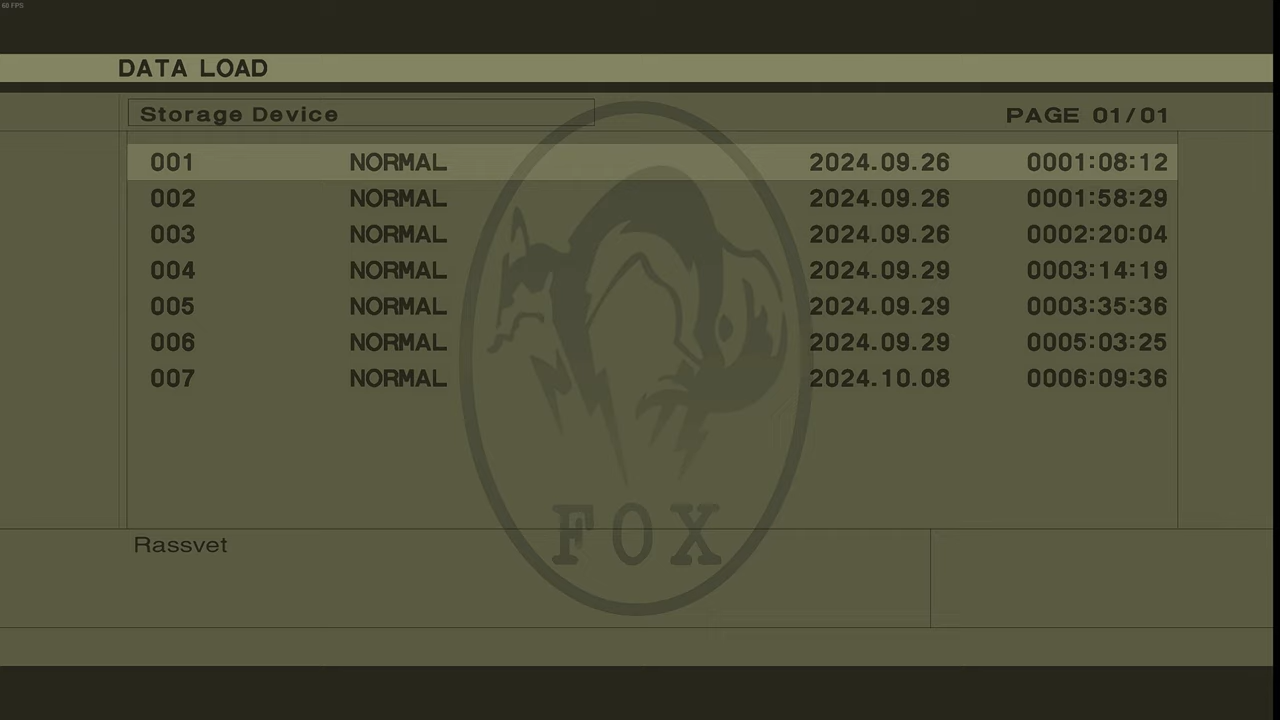 60 FPS
DATA LOAD
Storage Device PAGE 01/01
001 NORMAL 2024.09.26 0001:08:12
002 NORMAL 2024.09.26 0001:58:29
003 NORMAL 2024.09.26 0002:20:04
004 NORMAL 2024.09.29 0003:14:19
005 NORMAL 2024.09.29 0003:35:36
006 NORMAL 2024.09.29 0005:03:25
007 NORMAL 2024.10.08 0006:09:36
FOX
Rassvet